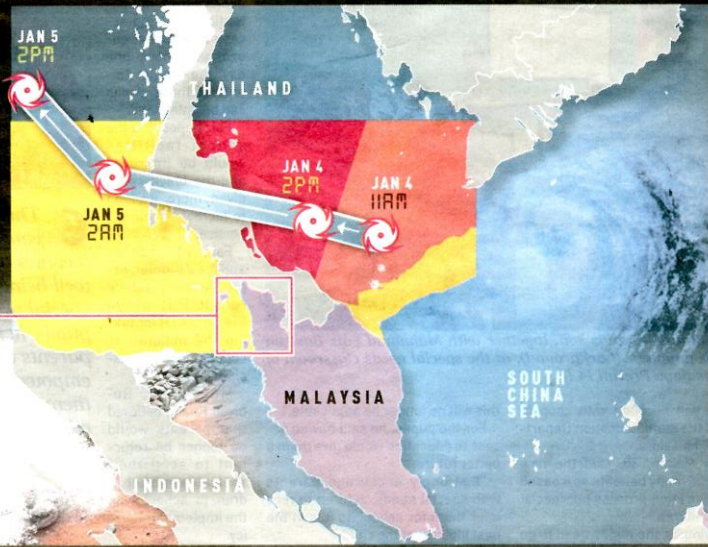 JAN 5
2PM
THAILAND
JAN 4
2PM
JAN 4
11AM
JAN 5
2AM
MALAYSIA
SOUTH
CHINA
SEA
INDONESIA